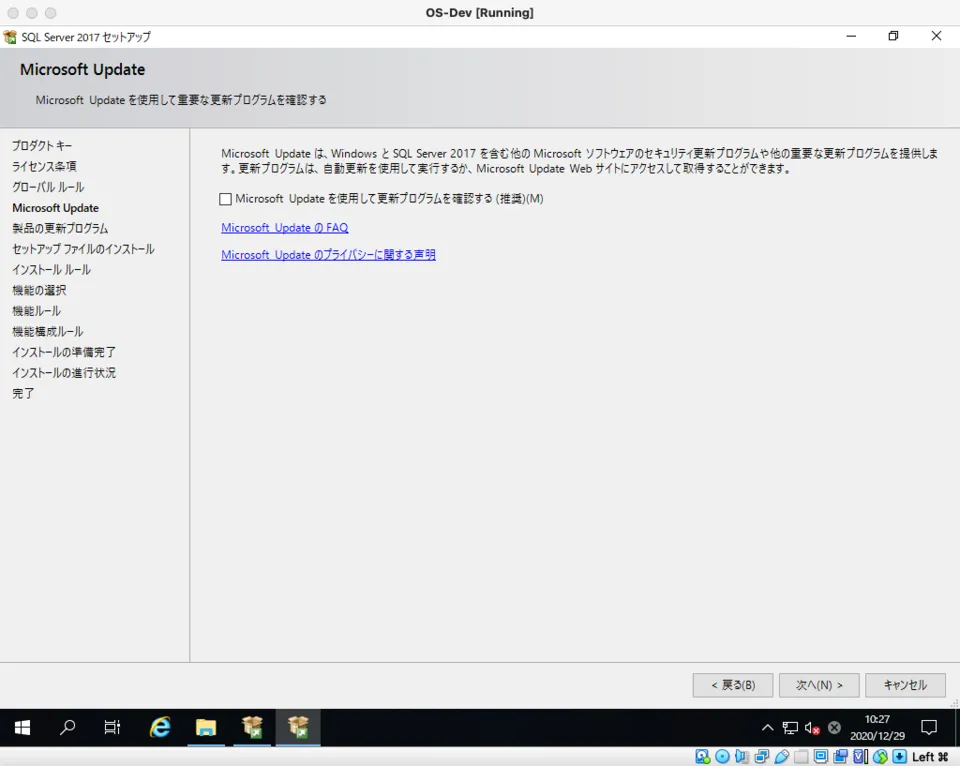 OS-Dev [Running]
SQL Server 2017 セットアップ
Microsoft Update
Microsoft Update を使用して重要な更新プログラムを確認する
プロダクト キー
ライセンス条項
グローバル ルール
Microsoft Update
製品の更新プログラム
セットアップ ファイルのインストール
インストール ルール
機能の選択
機能ルール
機能構成ルール
インストールの準備完了
インストールの進行状況
完了
Microsoft Update は、Windows と SQL Server 2017 を含む他の Microsoft ソフトウェアのセキュリティ更新プログラムや他の重要な更新プログラムを提供しま
す。更新プログラムは、自動更新を使用して実行するか、Microsoft Update Web サイトにアクセスして取得することができます。
Microsoft Update を使用して更新プログラムを確認する (推奨)(M)
Microsoft Update の FAQ
Microsoft Update のプライバシーに関する声明
< 戻る(B)
次へ(N) >
キャンセル
10:27
2020/12/29
Left ⌘